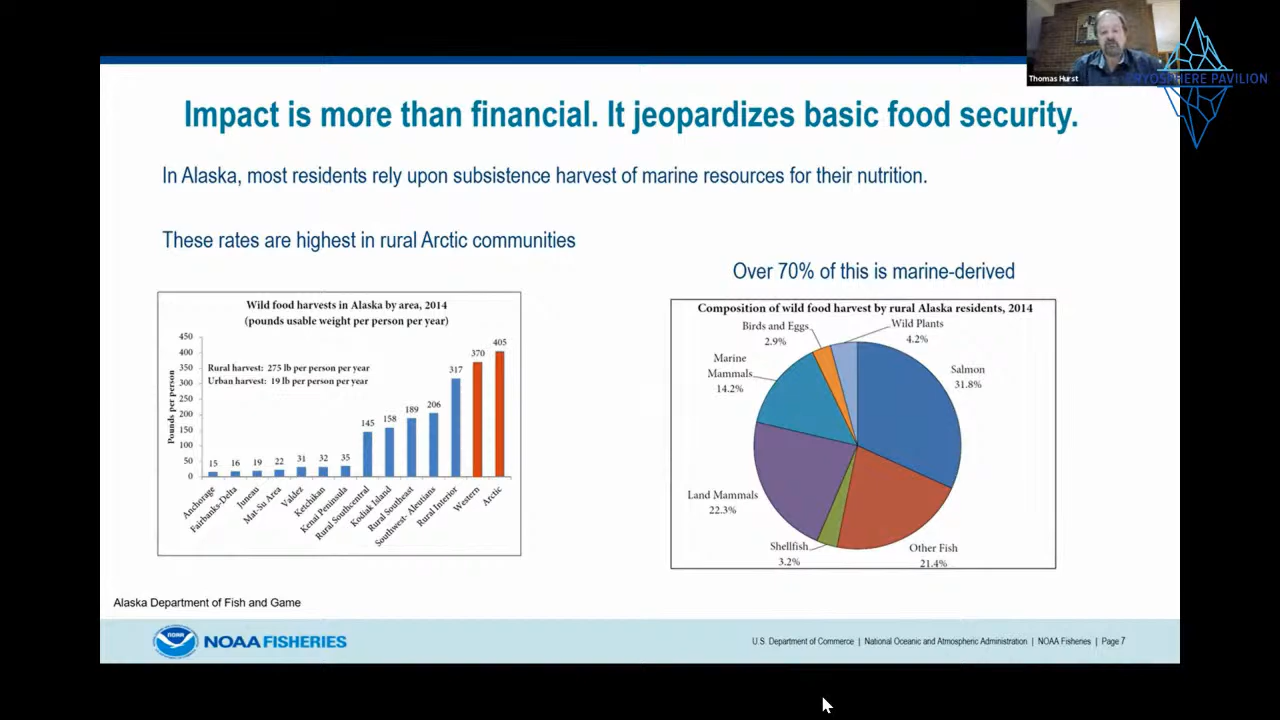 Thomas Hurst
CRYOSPHERE PAVILION
Impact is more than financial. It jeopardizes basic food security.
In Alaska, most residents rely upon subsistence harvest of marine resources for their nutrition.
These rates are highest in rural Arctic communities
Over 70% of this is marine-derived
Wild food harvests in Alaska by area, 2014
(pounds usable weight per person per year)
Pounds per person
450
400
350
300
250
200
150
100
50
0
Rural harvest: 275 lb per person per year
Urban harvest: 19 lb per person per year
15
16
19
22
31
32
35
145
158
189
206
317
370
405
Anchorage
Fairbanks-Delta
Juneau
Mat-Su Area
Valdez
Ketchikan
Kenai Peninsula
Rural Southcentral
Kodiak Island
Rural Southeast
Southwest- Aleutians
Rural Interior
Western
Arctic
Composition of wild food harvest by rural Alaska residents, 2014
Birds and Eggs
2.9%
Wild Plants
4.2%
Marine
Mammals
14.2%
Salmon
31.8%
Land Mammals
22.3%
Shellfish
3.2%
Other Fish
21.4%
Alaska Department of Fish and Game
NOAA
NOAA FISHERIES
U.S. Department of Commerce | National Oceanic and Atmospheric Administration | NOAA Fisheries | Page 7